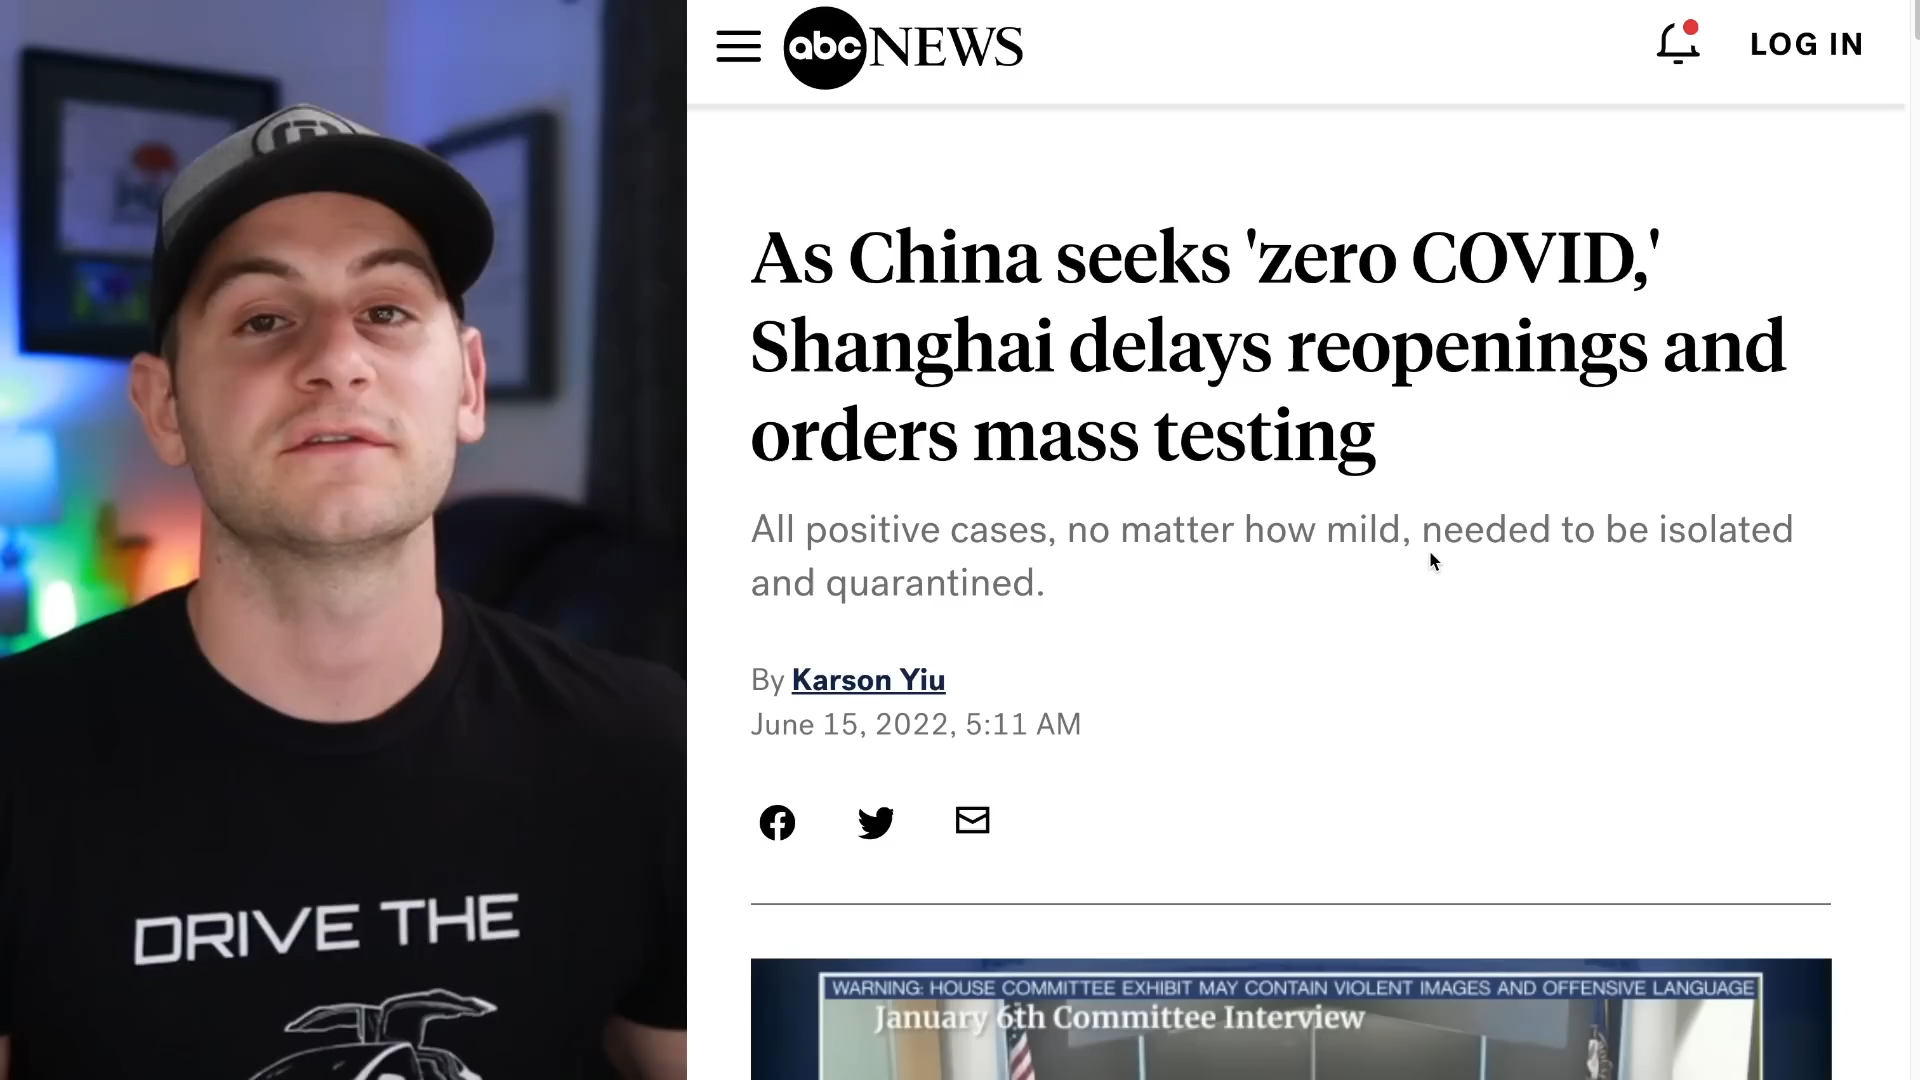 abc NEWS
LOG IN
As China seeks 'zero COVID,'
Shanghai delays reopenings and
orders mass testing
All positive cases, no matter how mild, needed to be isolated
and quarantined.
By Karson Yiu
June 15, 2022, 5:11 AM
WARNING: HOUSE COMMITTEE EXHIBIT MAY CONTAIN VIOLENT IMAGES AND OFFENSIVE LANGUAGE
January 6th Committee Interview
DRIVE THE